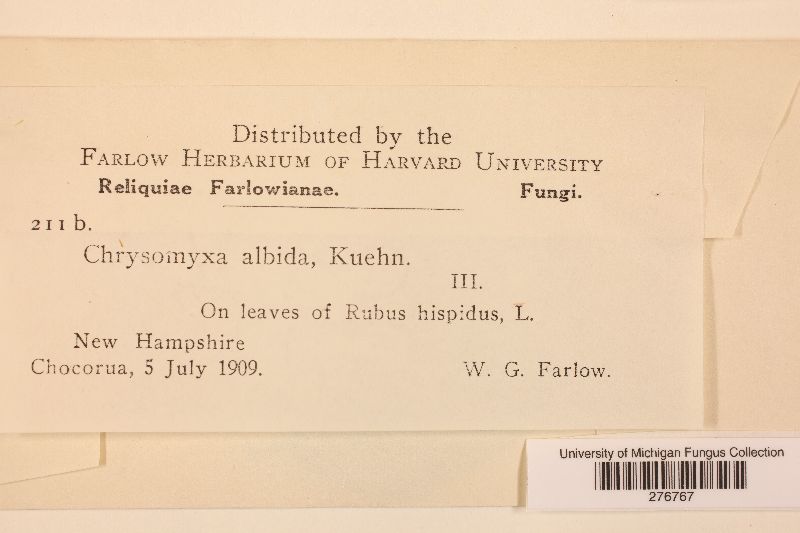 Distributed by the
Farlow Herbarium of Harvard University
Reliquiae Farlowianae. Fungi.
211 b.
Chrysomyxa albida, Kuehn.
III.
On leaves of Rubus hispidus, L.
New Hampshire
Chocorua, 5 July 1909. W. G. Farlow.
University of Michigan Fungus Collection
276767